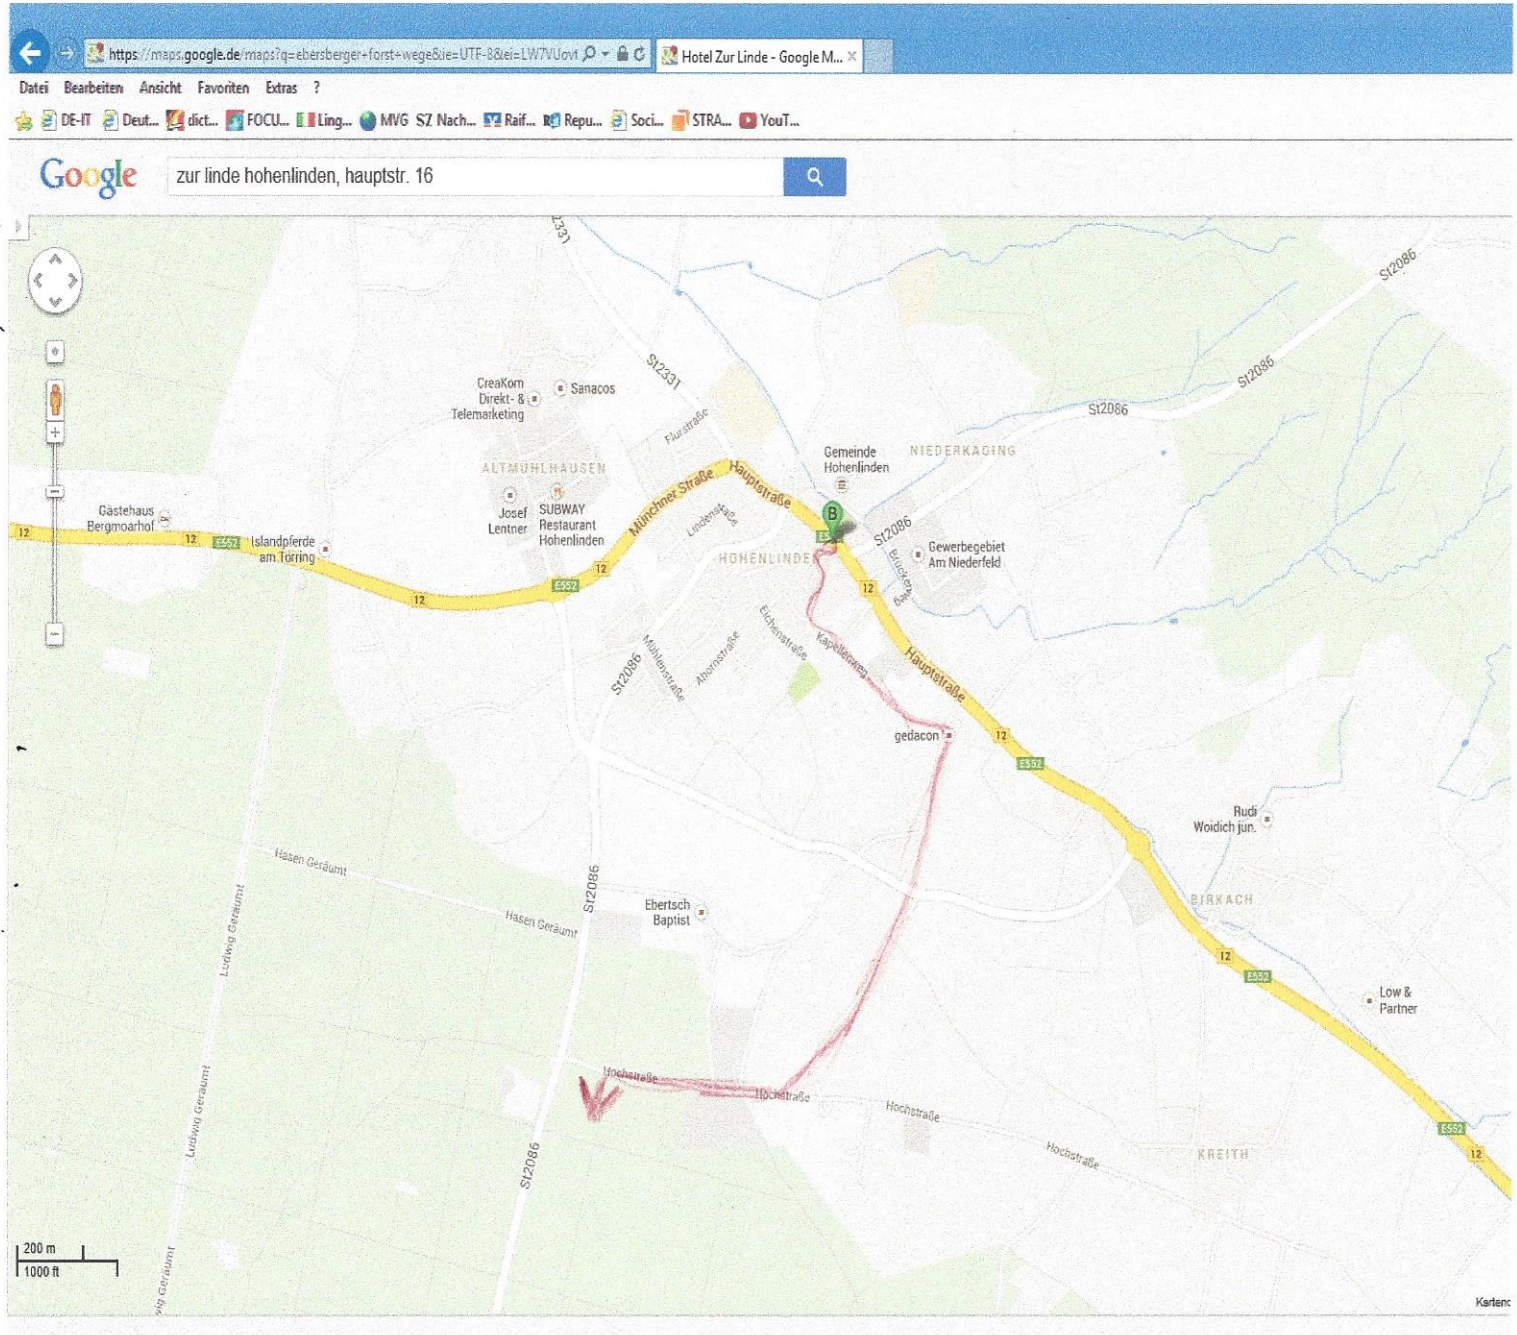 https://maps.google.de/maps?q=ebersberger+forst+wege&ie=UTF-8&ei=LW7VUovt
Hotel Zur Linde - Google M...
Datei Bearbeiten Ansicht Favoriten Extras ?
DE-IT Deut... dict... FOCU... Ling... MVG SZ Nach... Raif... Repu... Soci... STRA... YouT...
Google
zur linde hohenlinden, hauptstr. 16
2331
St2086
St2331
St2086
CreaKom
Direkt- &
Telemarketing
Sanacos
St2086
Flurstraße
ALTMÜHLHAUSEN
Gemeinde
Hohenlinden
NIEDERKAGING
Münchner Straße
Hauptstraße
B
Gästehaus
Bergmoarhof
Josef
Lentner
SUBWAY
Restaurant
Hohenlinden
Lindenstraße
St2086
12
12
E552
Islandpferde
am Törring
HOHENLINDEN
Gewerbegebiet
Am Niederfeld
Brückenweg
12
12
E552
12
Eichenstraße
Kapellenweg
Ahornstraße
Mühlenstraße
St2086
Hauptstraße
gedacon
12
E552
Rudi
Woidich jun.
Hasen Geräumt
Hasen Geräumt
St2086
Ludwig Geräumt
Ebertsch
Baptist
BIRKACH
12
E552
Low &
Partner
Hochstraße
Hochstraße
Hochstraße
Hochstraße
KREITH
E552
12
Ludwig Geräumt
St2086
200 m
1000 ft
wig Geräumt
Kartend